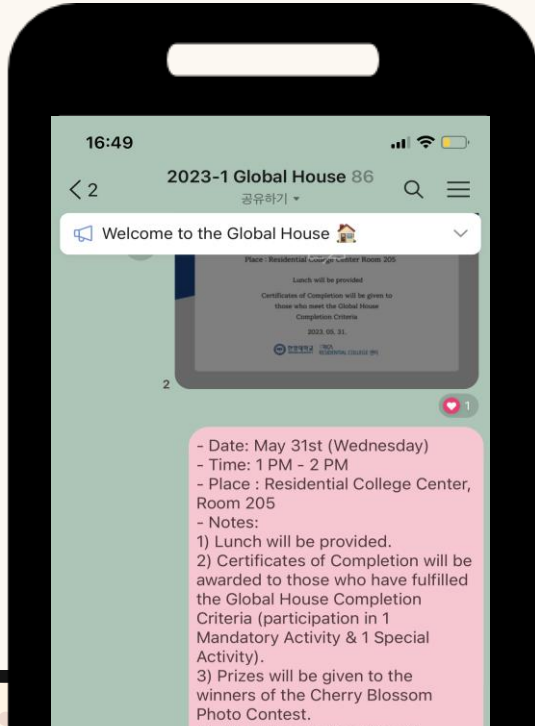 16:49
2 2023-1 Global House 86
공유하기
Welcome to the Global House
Place : Residential College Center Room 205
Lunch will be provided
Certificates of Completion will be given to
those who meet the Global House
Completion Criteria
2023. 05. 31.
RESIDENTIAL COLLEGE
2
1
- Date: May 31st (Wednesday)
- Time: 1 PM - 2 PM
- Place : Residential College Center,
Room 205
- Notes:
1) Lunch will be provided.
2) Certificates of Completion will be
awarded to those who have fulfilled
the Global House Completion
Criteria (participation in 1
Mandatory Activity & 1 Special
Activity).
3) Prizes will be given to the
winners of the Cherry Blossom
Photo Contest.